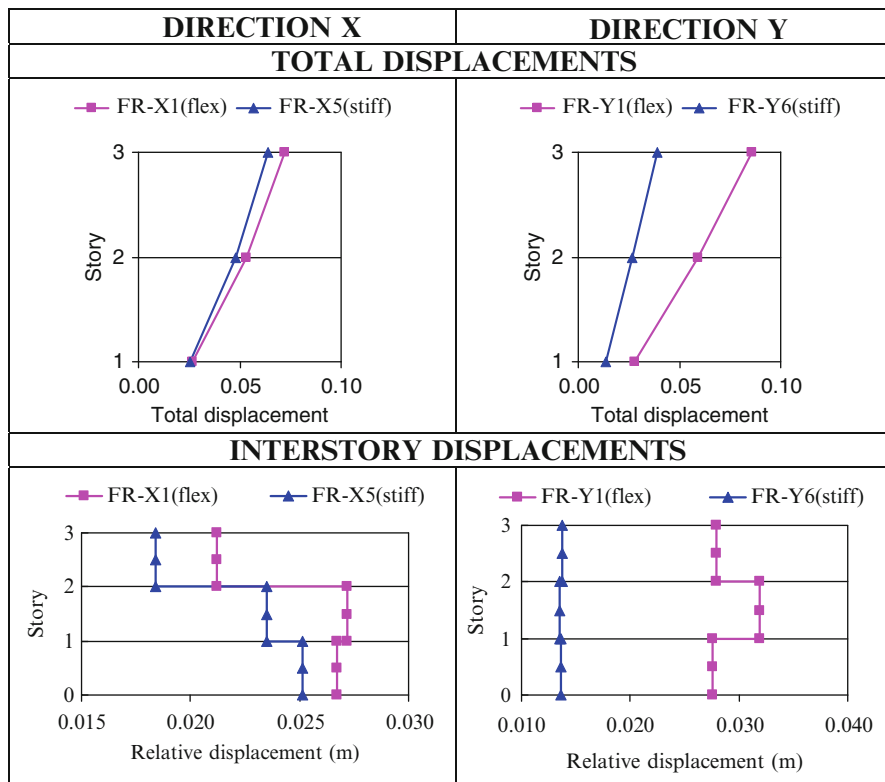 DIRECTION X
DIRECTION Y
TOTAL DISPLACEMENTS
FR-X1(flex) FR-X5(stiff)
3
2
1
Story
0.00 0.05 0.10
Total displacement
FR-Y1(flex) FR-Y6(stiff)
3
2
1
Story
0.00 0.05 0.10
Total displacement
INTERSTORY DISPLACEMENTS
FR-X1(flex) FR-X5(stiff)
3
2
1
0
Story
0.015 0.020 0.025 0.030
Relative displacement (m)
FR-Y1(flex) FR-Y6(stiff)
3
2
1
0
Story
0.010 0.020 0.030 0.040
Relative displacement (m)